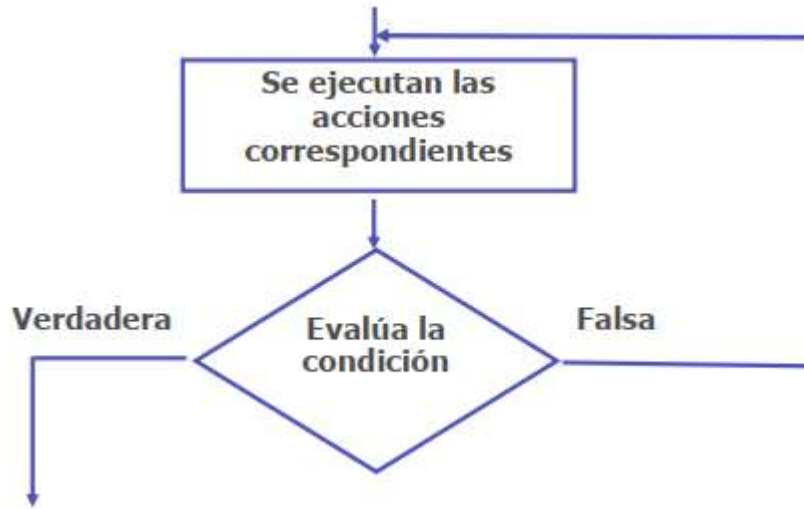 Se ejecutan las
acciones
correspondientes
Verdadera
Evalúa la
condición
Falsa